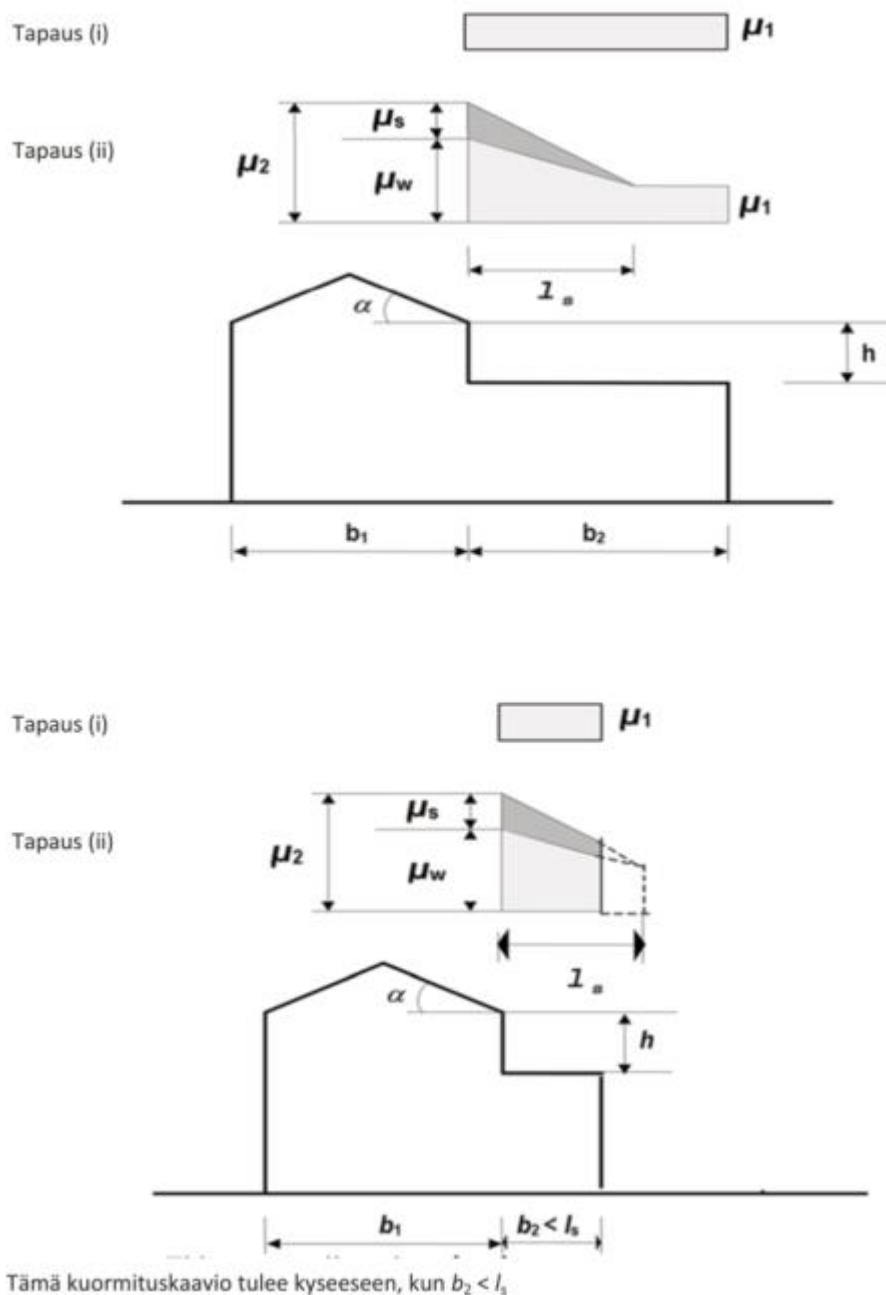 Tapaus (i)
μ1
Tapaus (ii)
μs
μ2
μw
μ1
ls
α
h
b1
b2
Tapaus (i)
μ1
Tapaus (ii)
μs
μ2
μw
ls
α
h
b1
b2 < ls
Tämä kuormituskaavio tulee kyseeseen, kun b2 < ls